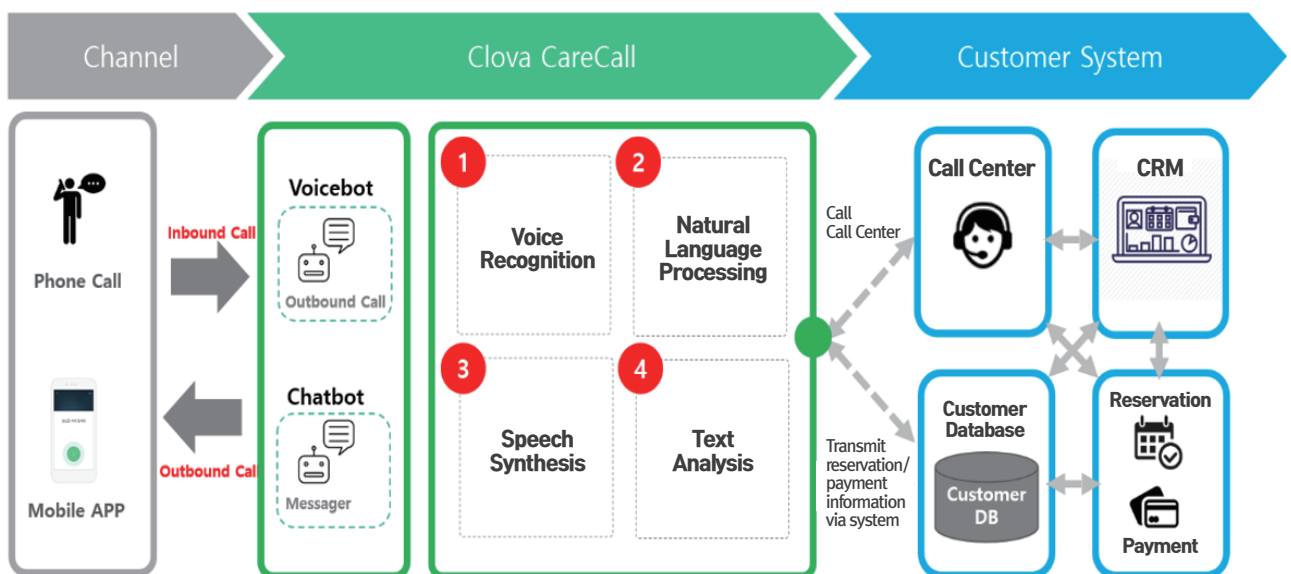 Channel
Clova CareCall
Customer System
Phone Call
Mobile APP
Inbound Call
Outbound Call
Voicebot
Outbound Call
Chatbot
Messager
1
Voice
Recognition
2
Natural
Language
Processing
3
Speech
Synthesis
4
Text
Analysis
Call
Call Center
Transmit
reservation/
payment
information
via system
Call Center
CRM
Customer
Database
Customer
DB
Reservation
Payment